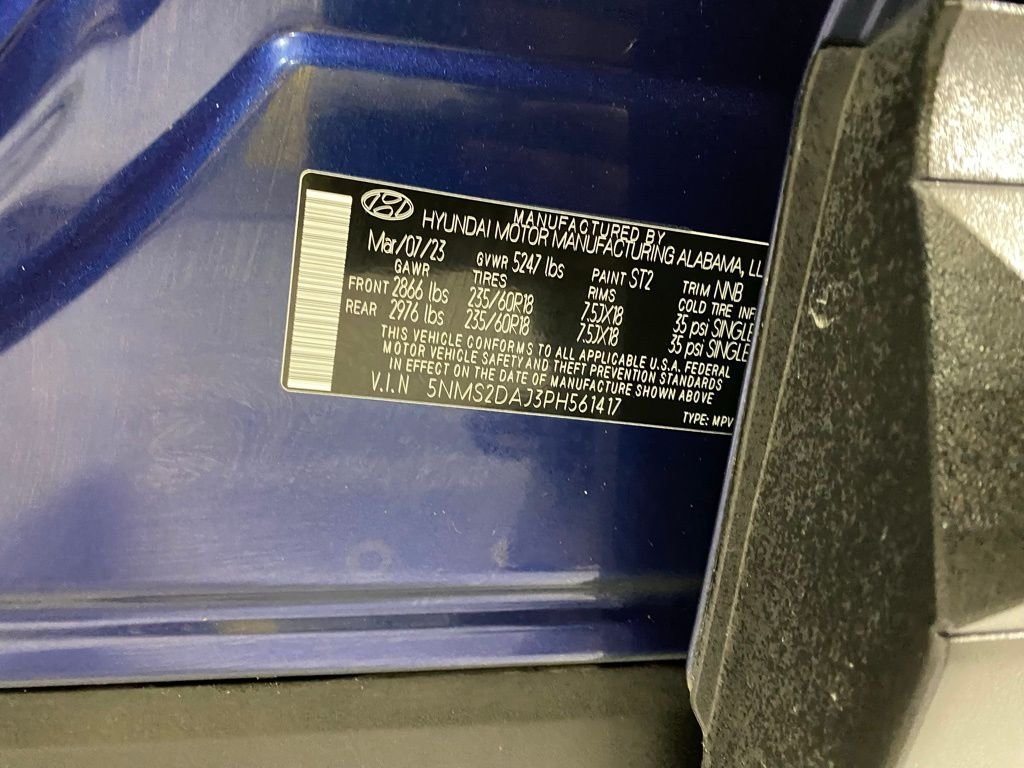 MANUFACTURED BY
HYUNDAI MOTOR MANUFACTURING ALABAMA, LL
Mar/07/23 GVWR 5247 lbs PAINT ST2 TRIM NNB
GAWR TIRES RIMS COLD TIRE INF
FRONT 2866 lbs 235/60R18 7.5JX18 35 psi SINGLE
REAR 2976 lbs 235/60R18 7.5JX18 35 psi SINGLE
THIS VEHICLE CONFORMS TO ALL APPLICABLE U.S.A. FEDERAL
MOTOR VEHICLE SAFETY AND THEFT PREVENTION STANDARDS
IN EFFECT ON THE DATE OF MANUFACTURE SHOWN ABOVE
V.I.N 5NMS2DAJ3PH561417 TYPE: MPV